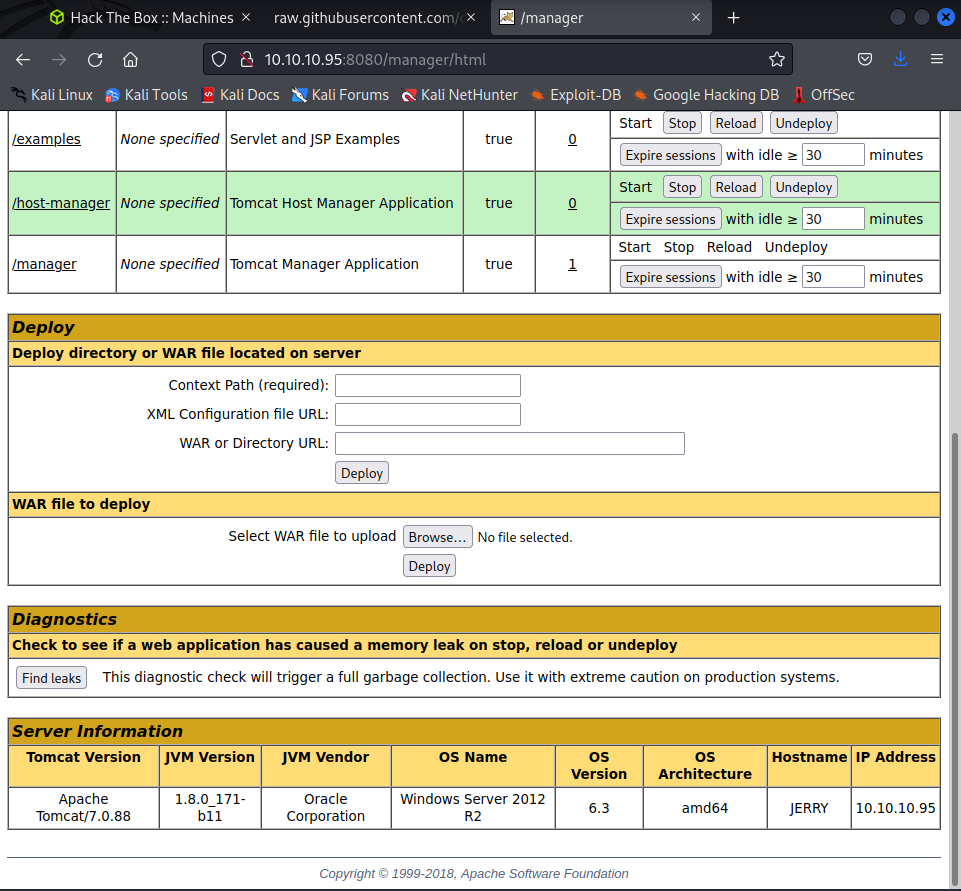 Hack The Box :: Machines
raw.githubusercontent.com/
/manager
10.10.10.95:8080/manager/html
Kali Linux Kali Tools Kali Docs Kali Forums Kali NetHunter Exploit-DB Google Hacking DB OffSec
/examples None specified Servlet and JSP Examples true 0 Start Stop Reload Undeploy
Expire sessions with idle ≥ 30 minutes
/host-manager None specified Tomcat Host Manager Application true 0 Start Stop Reload Undeploy
Expire sessions with idle ≥ 30 minutes
/manager None specified Tomcat Manager Application true 1 Start Stop Reload Undeploy
Expire sessions with idle ≥ 30 minutes
Deploy
Deploy directory or WAR file located on server
Context Path (required):
XML Configuration file URL:
WAR or Directory URL:
Deploy
WAR file to deploy
Select WAR file to upload Browse... No file selected.
Deploy
Diagnostics
Check to see if a web application has caused a memory leak on stop, reload or undeploy
Find leaks This diagnostic check will trigger a full garbage collection. Use it with extreme caution on production systems.
Server Information
Tomcat Version JVM Version JVM Vendor OS Name OS Version OS Architecture Hostname IP Address
Apache Tomcat/7.0.88 1.8.0_171-b11 Oracle Corporation Windows Server 2012 R2 6.3 amd64 JERRY 10.10.10.95
Copyright © 1999-2018, Apache Software Foundation